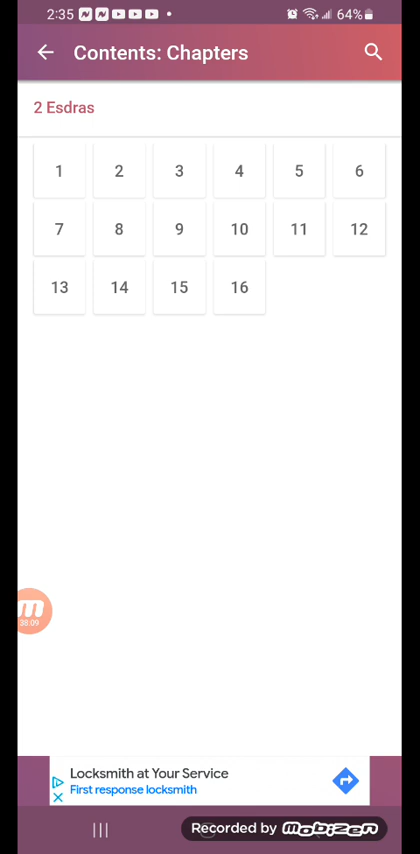 2:35 64%
Contents: Chapters
2 Esdras
1 2 3 4 5 6
7 8 9 10 11 12
13 14 15 16
38:09
Locksmith at Your Service
First response locksmith
Recorded by mobizen